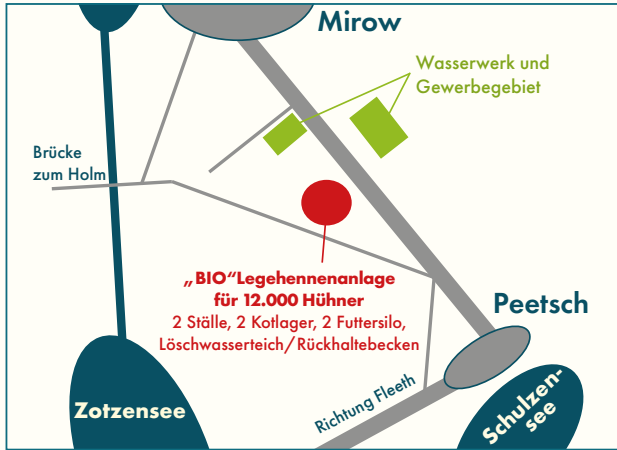 Mirow
Wasserwerk und
Gewerbegebiet
Brücke
zum Holm
„BIO“Legehennenanlage
für 12.000 Hühner
2 Ställe, 2 Kotlager, 2 Futtersilo,
Löschwasserteich/Rückhaltebecken
Peetsch
Zotzensee
Richtung Fleeth
Schulzen-
see